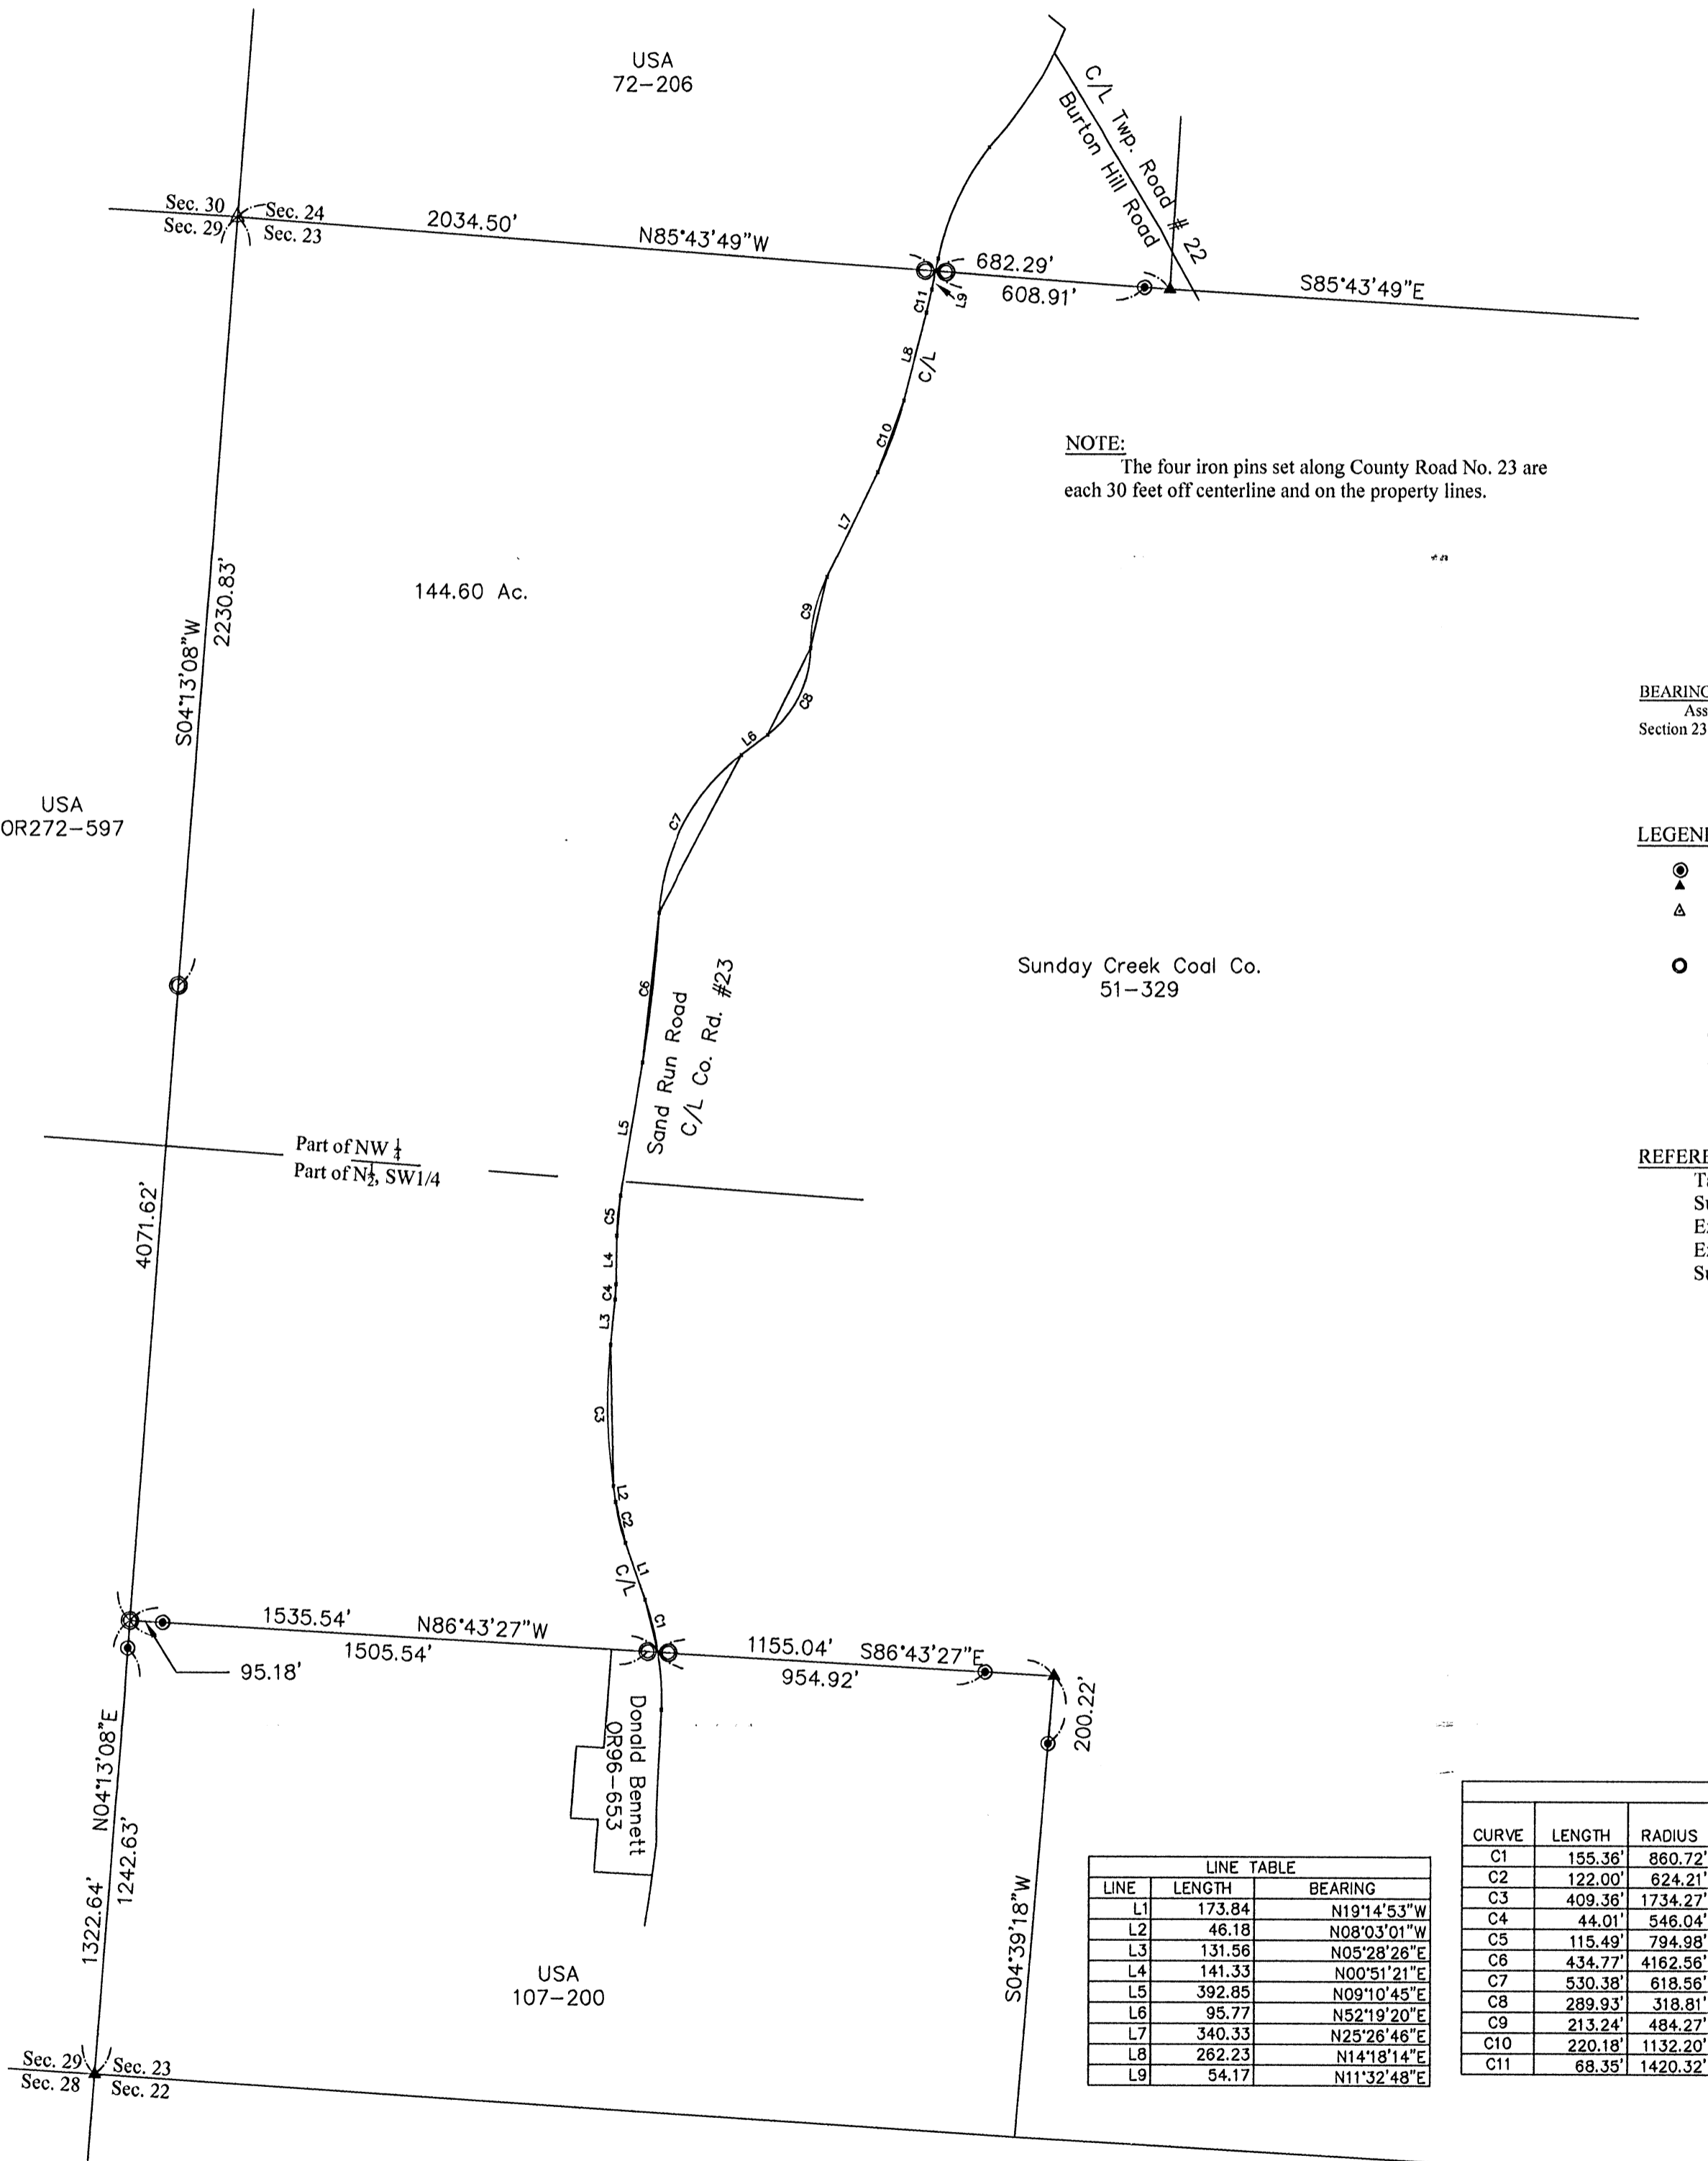 USA
72-206
C/L Twp. Road # 22
Burton Hill Road
Sec. 30
Sec. 24
Sec. 29
Sec. 23
2034.50'
N85°43'49"W
682.29'
608.91'
S85°43'49"E
C11
L9
L8
C/L
C10
NOTE:
The four iron pins set along County Road No. 23 are
each 30 feet off centerline and on the property lines.
L7
144.60 Ac.
S04°13'08"W
2230.83'
C9
C8
L6
C7
BEARING
Ass
Section 23
USA
OR272-597
LEGEN
Sunday Creek Coal Co.
51-329
C6
Sand Run Road
C/L Co. Rd. #23
L5
Part of NW 1/4
Part of N½, SW1/4
REFERE
Ta
Su
E
E
Su
4071.62'
C5
L4
C4
L3
C3
L2
C2
L1
C/L
C1
1535.54'
N86°43'27"W
1505.54'
95.18'
1155.04'
S86°43'27"E
954.92'
200.22'
Donald Bennett
OR96-653
N04°13'08"E
1242.63'
1322.64'
S04°39'18"W
USA
107-200
Sec. 29
Sec. 23
Sec. 28
Sec. 22
LINE TABLE
LINE LENGTH BEARING
L1 173.84 N19°14'53"W
L2 46.18 N08°03'01"W
L3 131.56 N05°28'26"E
L4 141.33 N00°51'21"E
L5 392.85 N09°10'45"E
L6 95.77 N52°19'20"E
L7 340.33 N25°26'46"E
L8 262.23 N14°18'14"E
L9 54.17 N11°32'48"E
CURVE LENGTH RADIUS
C1 155.36' 860.72'
C2 122.00' 624.21'
C3 409.36' 1734.27'
C4 44.01' 546.04'
C5 115.49' 794.98'
C6 434.77' 4162.56'
C7 530.38' 618.56'
C8 289.93' 318.81'
C9 213.24' 484.27'
C10 220.18' 1132.20'
C11 68.35' 1420.32'